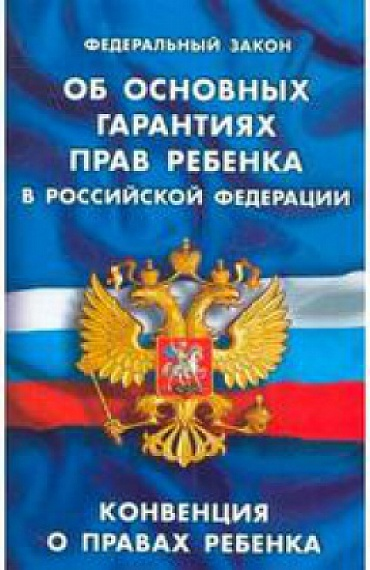 ФЕДЕРАЛЬНЫЙ ЗАКОН
ОБ ОСНОВНЫХ
ГАРАНТИЯХ
ПРАВ РЕБЕНКА
В РОССИЙСКОЙ ФЕДЕРАЦИИ
КОНВЕНЦИЯ
О ПРАВАХ РЕБЕНКА